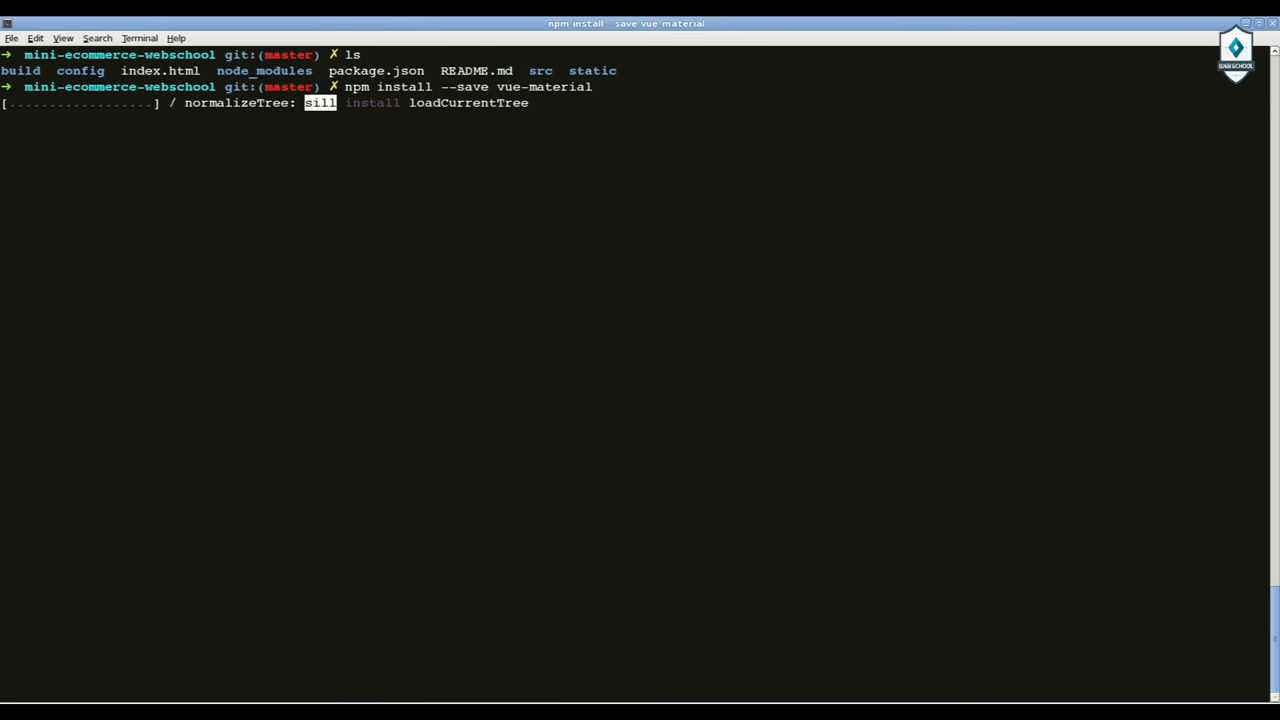 npm install --save vue-material
File Edit View Search Terminal Help
WEBSCHOOL
➜ mini-ecommerce-webschool git:(master) ✗ ls
build config index.html node_modules package.json README.md src static
➜ mini-ecommerce-webschool git:(master) ✗ npm install --save vue-material
[..................] / normalizeTree: sill install loadCurrentTree